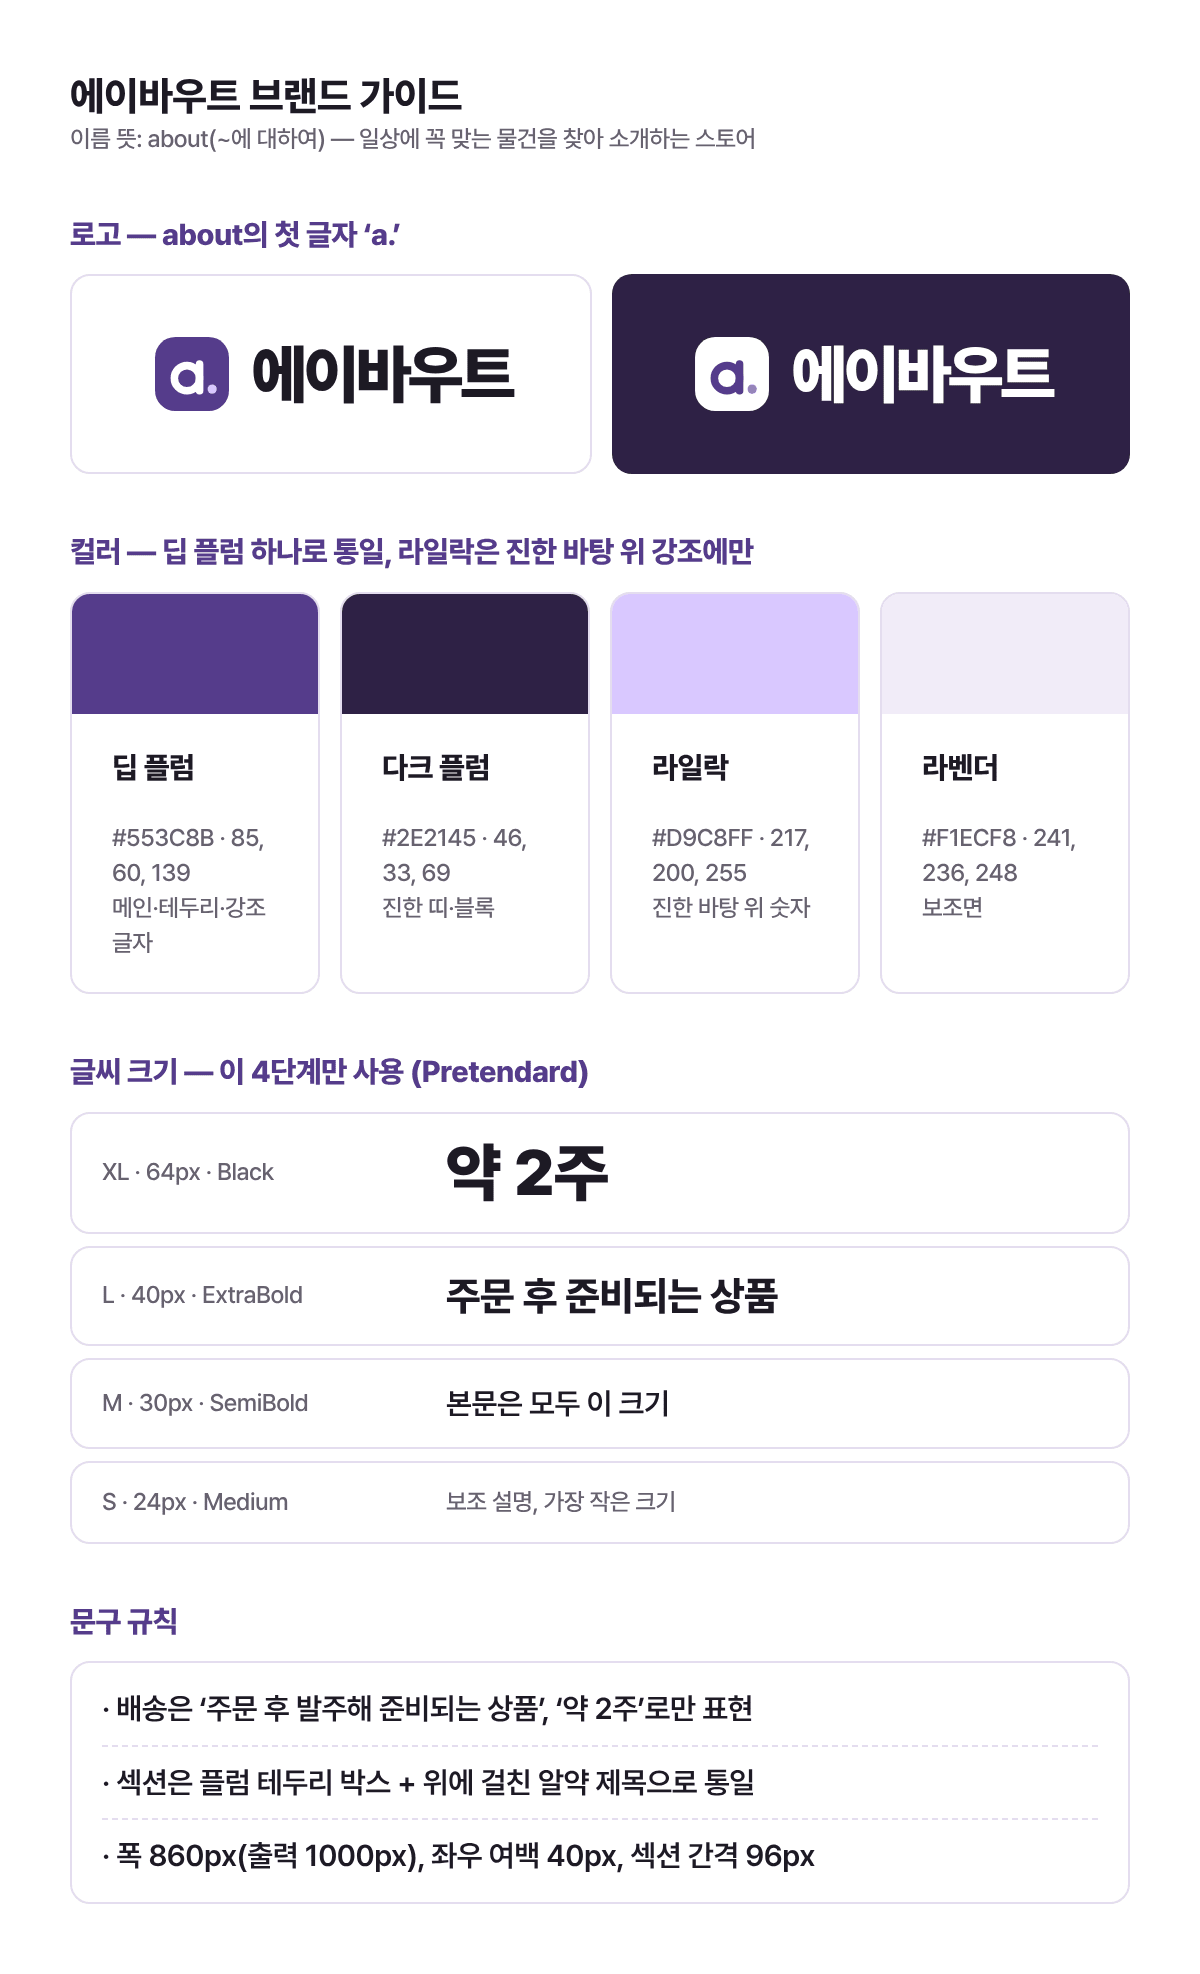 에이바우트 브랜드 가이드
이름 뜻: about(~에 대하여) — 일상에 꼭 맞는 물건을 찾아 소개하는 스토어
로고 — about의 첫 글자 ‘a.’
a. 에이바우트
a. 에이바우트
컬러 — 딥 플럼 하나로 통일, 라일락은 진한 바탕 위 강조에만
딥 플럼
#553C8B · 85,
60, 139
메인·테두리·강조
글자
다크 플럼
#2E2145 · 46,
33, 69
진한 띠·블록
라일락
#D9C8FF · 217,
200, 255
진한 바탕 위 숫자
라벤더
#F1ECF8 · 241,
236, 248
보조면
글씨 크기 — 이 4단계만 사용 (Pretendard)
XL · 64px · Black
약 2주
L · 40px · ExtraBold
주문 후 준비되는 상품
M · 30px · SemiBold
본문은 모두 이 크기
S · 24px · Medium
보조 설명, 가장 작은 크기
문구 규칙
· 배송은 ‘주문 후 발주해 준비되는 상품’, ‘약 2주’로만 표현
· 섹션은 플럼 테두리 박스 + 위에 걸친 알약 제목으로 통일
· 폭 860px(출력 1000px), 좌우 여백 40px, 섹션 간격 96px